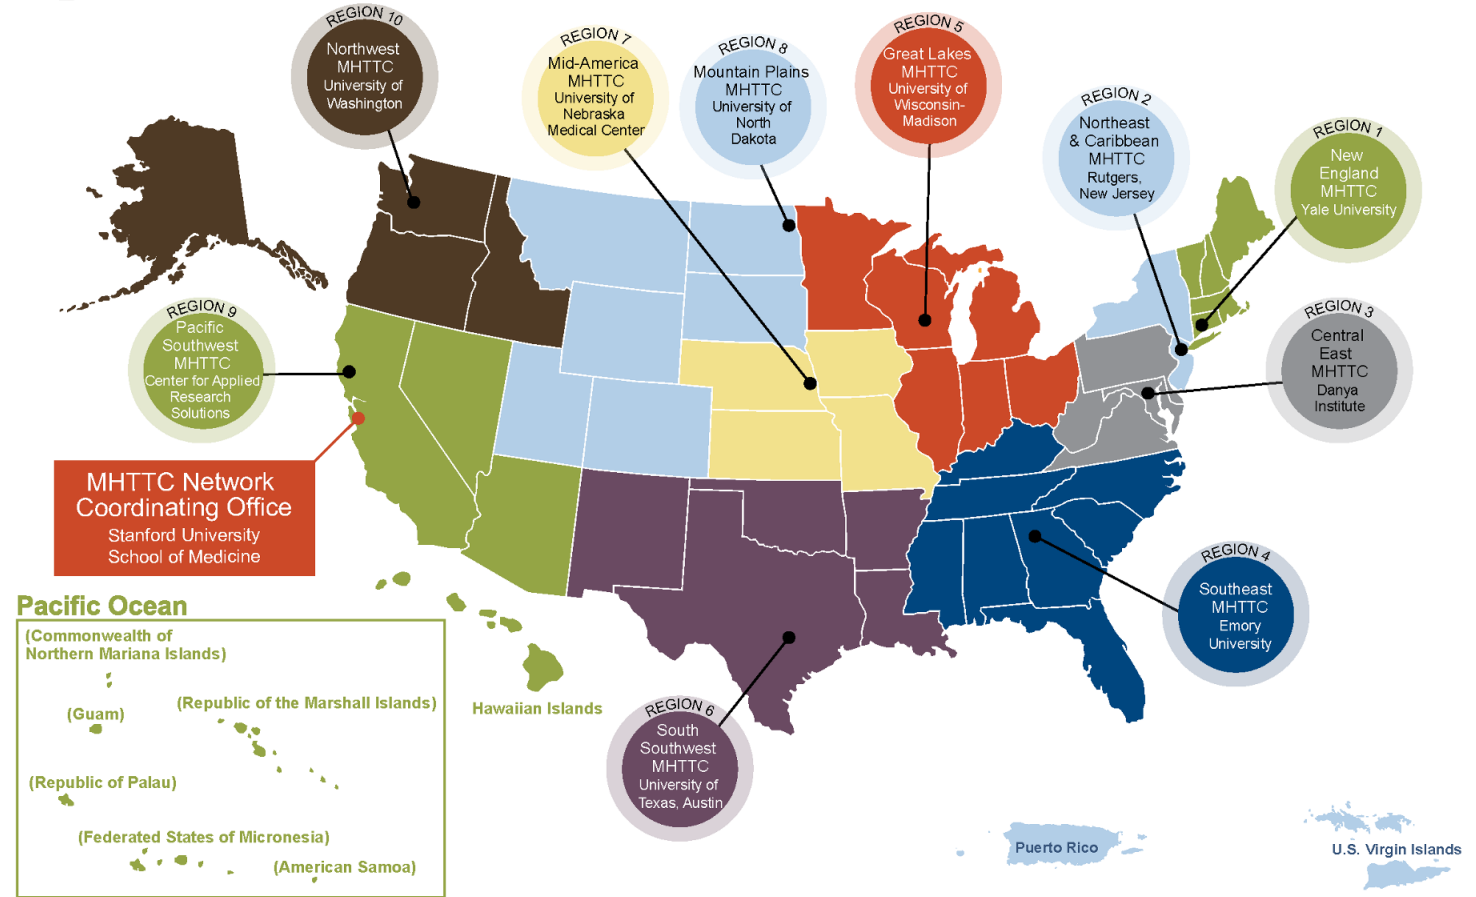 REGION 10
Northwest
MHTTC
University of
Washington
REGION 7
Mid-America
MHTTC
University of
Nebraska
Medical Center
REGION 8
Mountain Plains
MHTTC
University of
North
Dakota
REGION 5
Great Lakes
MHTTC
University of
Wisconsin-
Madison
REGION 2
Northeast
& Caribbean
MHTTC
Rutgers,
New Jersey
REGION 1
New
England
MHTTC
Yale University
REGION 9
Pacific
Southwest
MHTTC
Center for Applied
Research
Solutions
REGION 3
Central
East
MHTTC
Danya
Institute
MHTTC Network
Coordinating Office
Stanford University
School of Medicine
REGION 4
Southeast
MHTTC
Emory
University
Pacific Ocean
(Commonwealth of
Northern Mariana Islands)
(Guam)
(Republic of the Marshall Islands)
(Republic of Palau)
(Federated States of Micronesia)
(American Samoa)
Hawaiian Islands
REGION 6
South
Southwest
MHTTC
University of
Texas, Austin
Puerto Rico
U.S. Virgin Islands